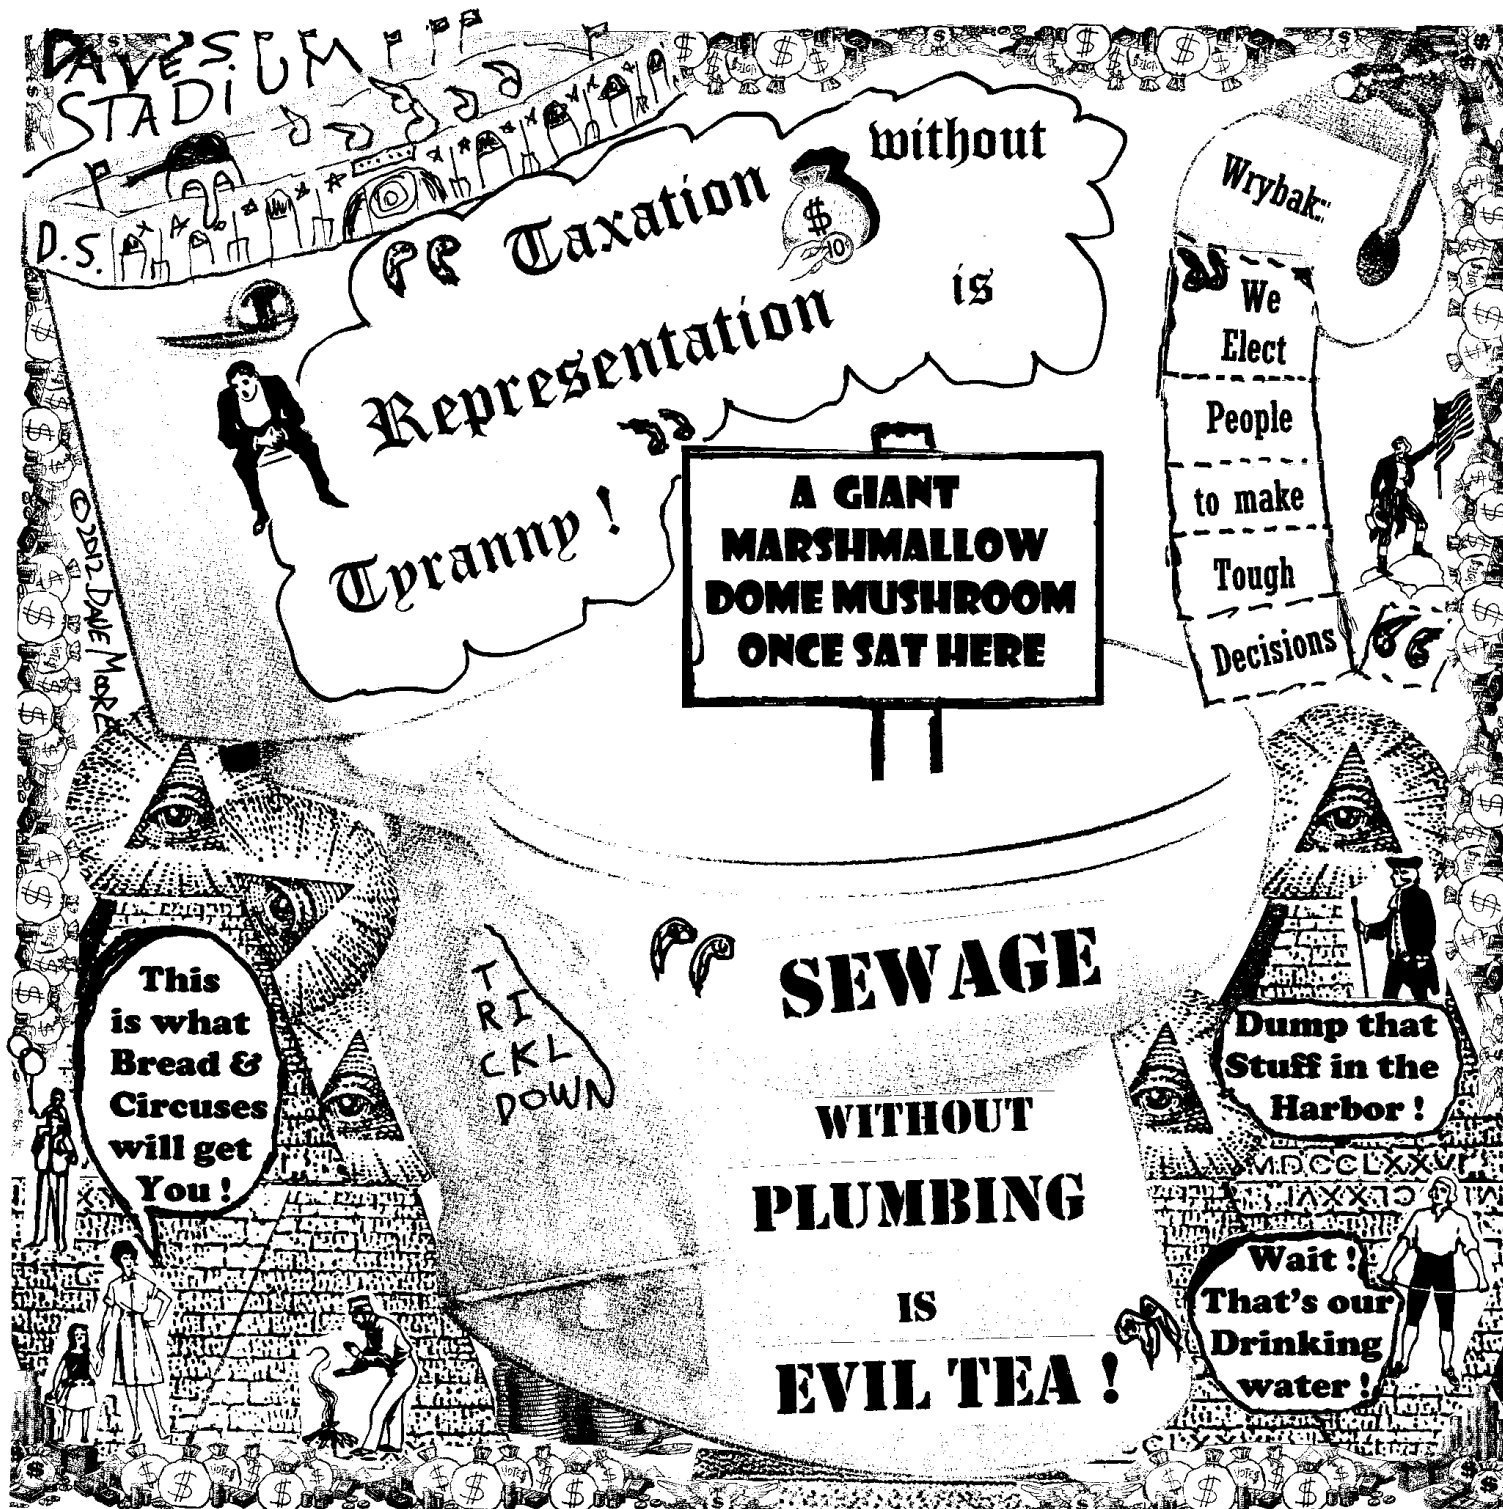 DAVE'S
STADIUM
D.S.
“ Taxation
without
$
10¢
Representation
is
”
Tyranny !
Wrybak:
" We
Elect
People
to make
Tough
Decisions "
A GIANT
MARSHMALLOW
DOME MUSHROOM
ONCE SAT HERE
© 2012 DAVE MOORE
T
RI
CKL
DOWN
“ SEWAGE
WITHOUT
PLUMBING
IS
EVIL TEA ! ”
This
is what
Bread &
Circuses
will get
You !
Dump that
Stuff in the
Harbor !
MDCCLXXVI
Wait !
That's our
Drinking
water !